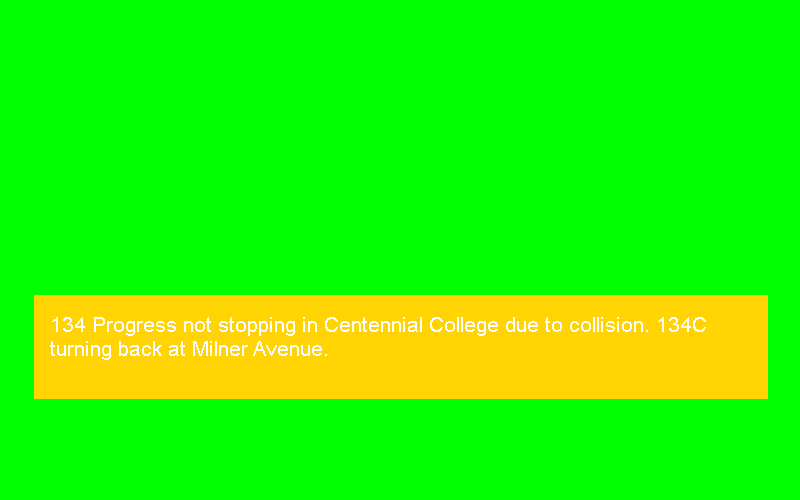 134 Progress not stopping in Centennial College due to collision. 134C
turning back at Milner Avenue.